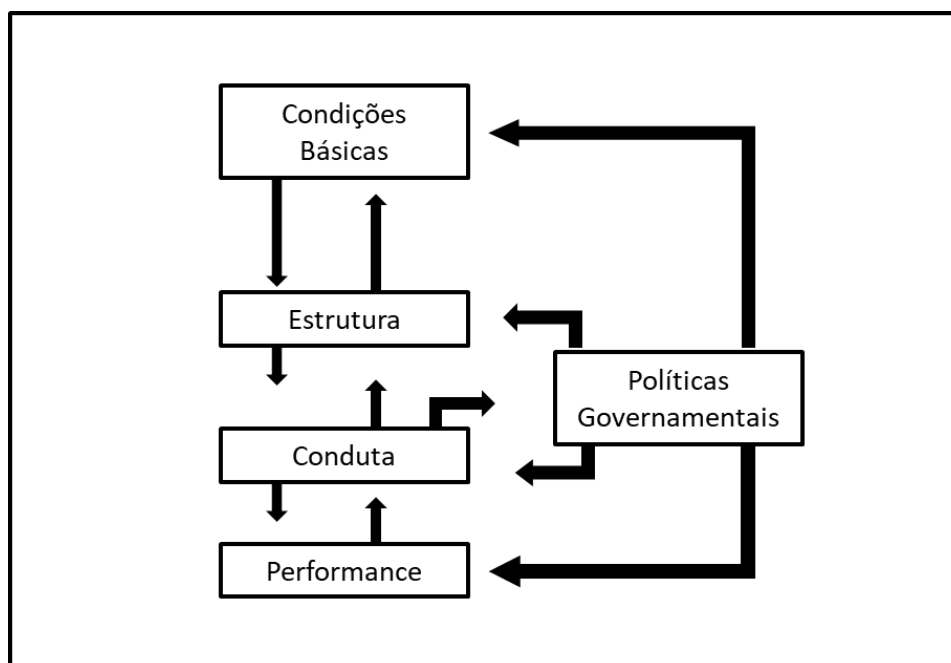 Condições
Básicas
Estrutura
Políticas
Governamentais
Conduta
Performance